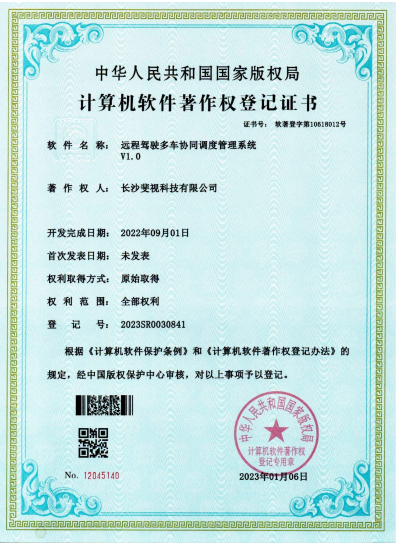 中华人民共和国国家版权局
计算机软件著作权登记证书
证书号： 软著登字第10618012号
软件名称： 远程驾驶多车协同调度管理系统
V1.0
著作权人： 长沙斐视科技有限公司
开发完成日期： 2022年09月01日
首次发表日期： 未发表
权利取得方式： 原始取得
权利范围： 全部权利
登记号： 2023SR0030841
根据《计算机软件保护条例》和《计算机软件著作权登记办法》的
规定，经中国版权保护中心审核，对以上事项予以登记。
中华人民共和国国家版权局
计算机软件著作权
登记专用章
No. 12045140
2023年01月06日